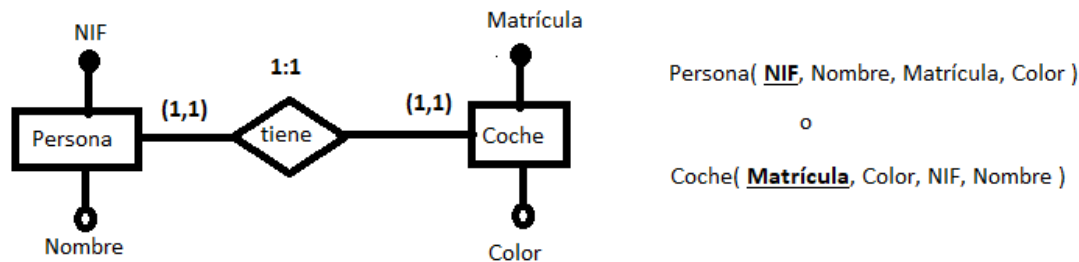 NIF
Matrícula
1:1
(1,1)
(1,1)
Persona
tiene
Coche
Nombre
Color
Persona( NIF, Nombre, Matrícula, Color )
o
Coche( Matrícula, Color, NIF, Nombre )